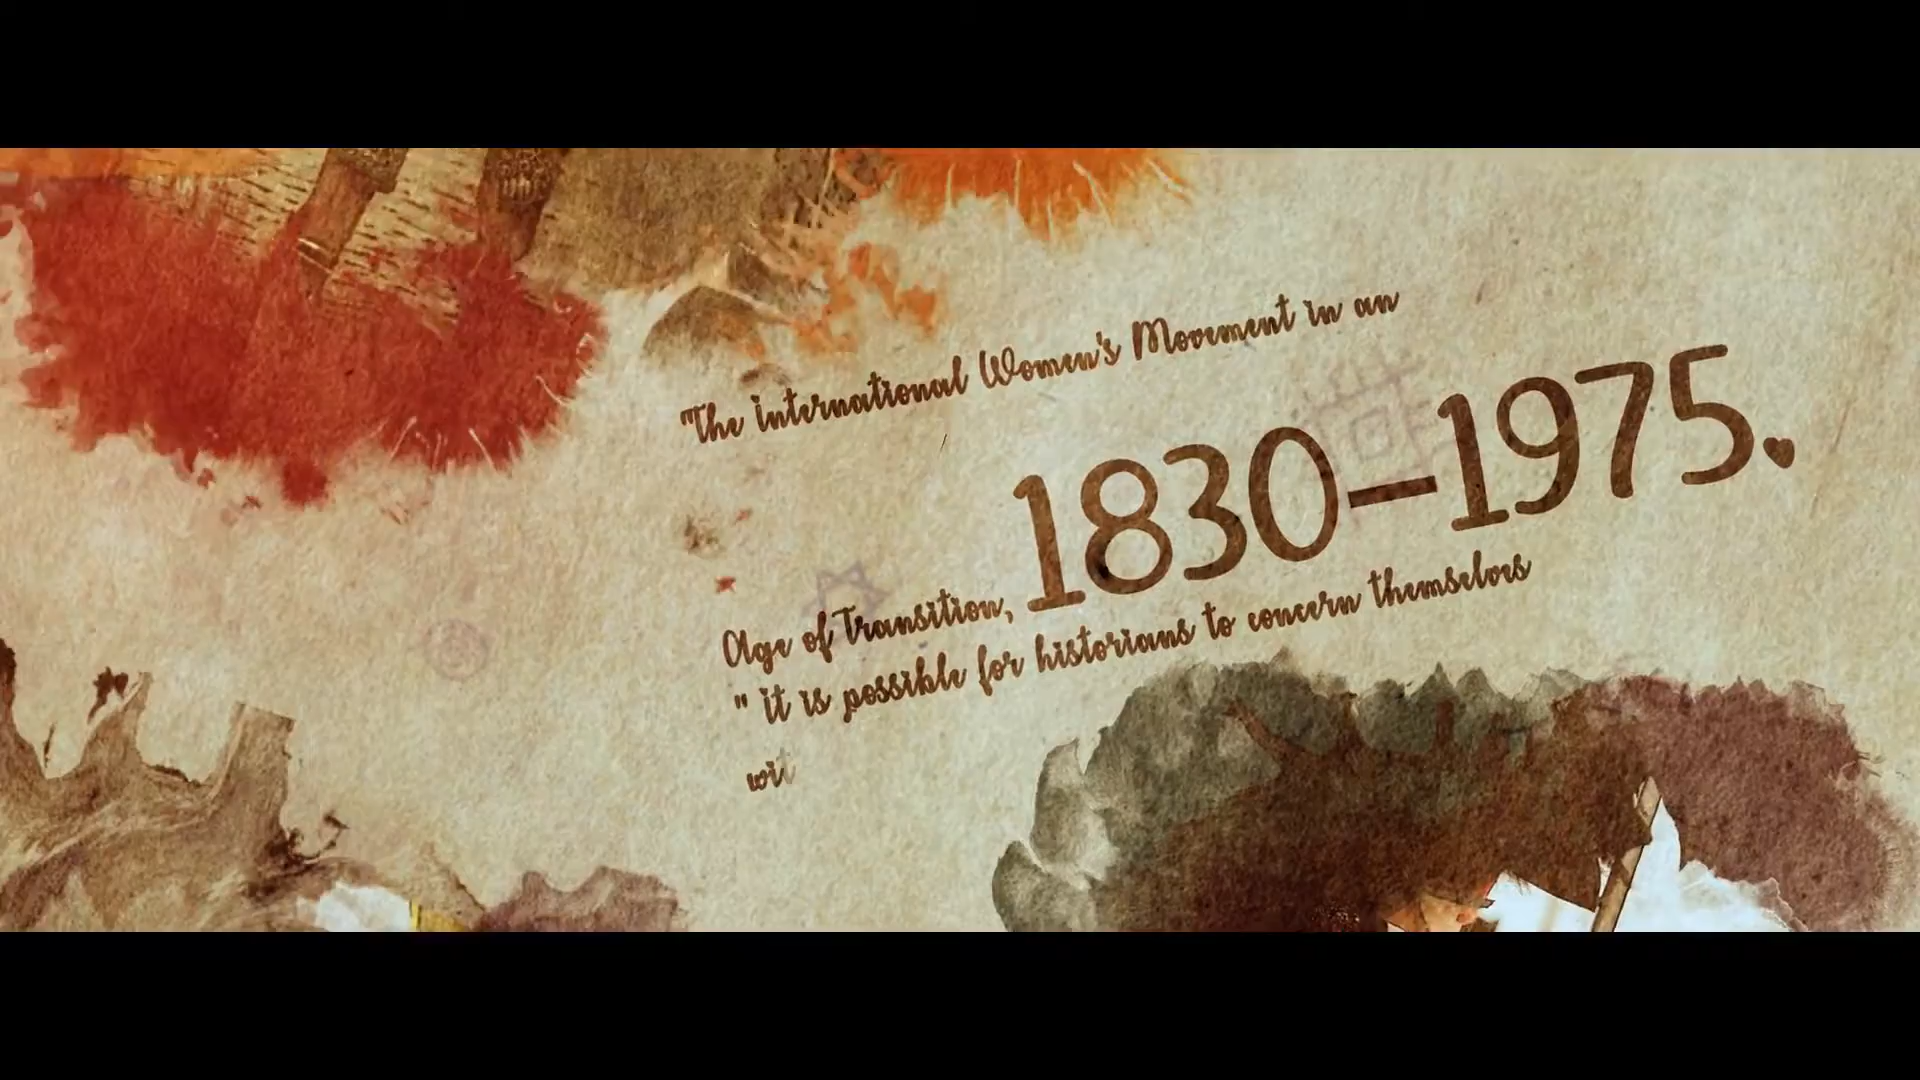 "The International Women's Movement in an
Age of Transition, 1830–1975.
" it is possible for historians to concern themselves
wit